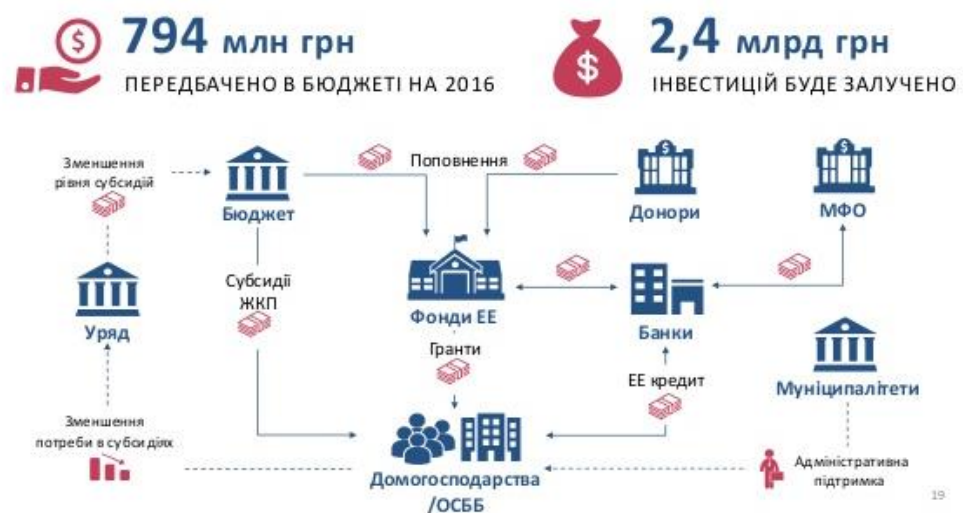 794 млн грн
ПЕРЕДБАЧЕНО В БЮДЖЕТІ НА 2016
2,4 млрд грн
ІНВЕСТИЦІЙ БУДЕ ЗАЛУЧЕНО
Зменшення
рівня субсидій
Бюджет
Поповнення
Донори
МФО
Субсидії
ЖКП
Уряд
Фонди ЕЕ
Банки
Гранти
ЕЕ кредит
Муніципалітети
Зменшення
потреби в субсидіях
Домогосподарства
/ОСББ
Адміністративна
підтримка
19